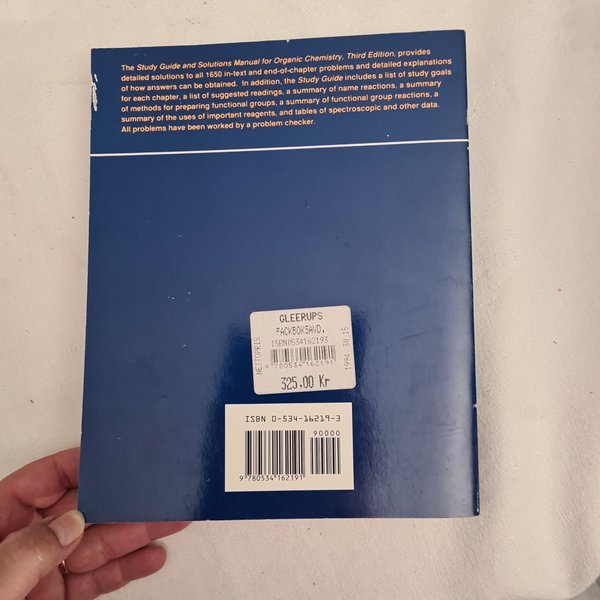 The Study Guide and Solutions Manual for Organic Chemistry, Third Edition, provides
detailed solutions to all 1650 in-text and end-of-chapter problems and detailed explanations
of how answers can be obtained. In addition, the Study Guide includes a list of study goals
for each chapter, a list of suggested readings, a summary of name reactions, a summary
of methods for preparing functional groups, a summary of functional group reactions, a
summary of the uses of important reagents, and tables of spectroscopic and other data.
All problems have been worked by a problem checker.
GLEERUPS
FACKBOKSAVD.
ISBN0534162193
NETTOPRIS
9 780534 162191
1994 30 15
325.00 Kr
ISBN 0-534-16219-3
90000
9 780534 162191